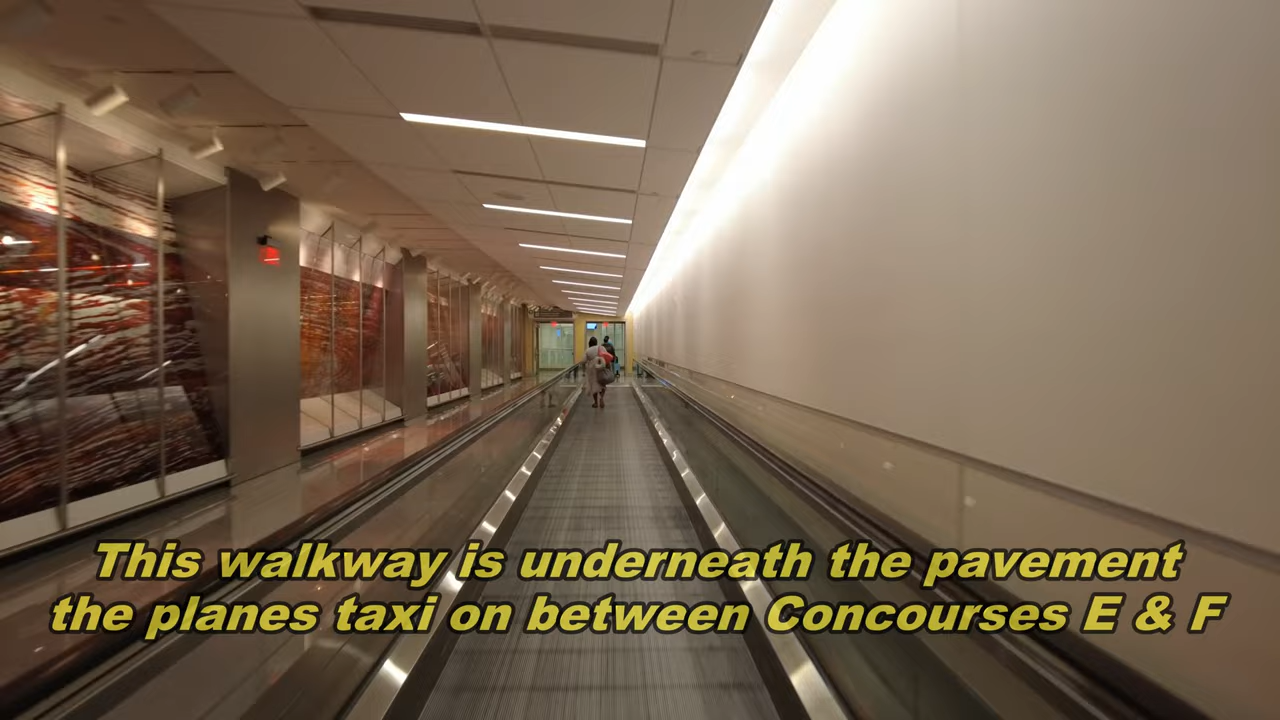 This walkway is underneath the pavement
the planes taxi on between Concourses E & F